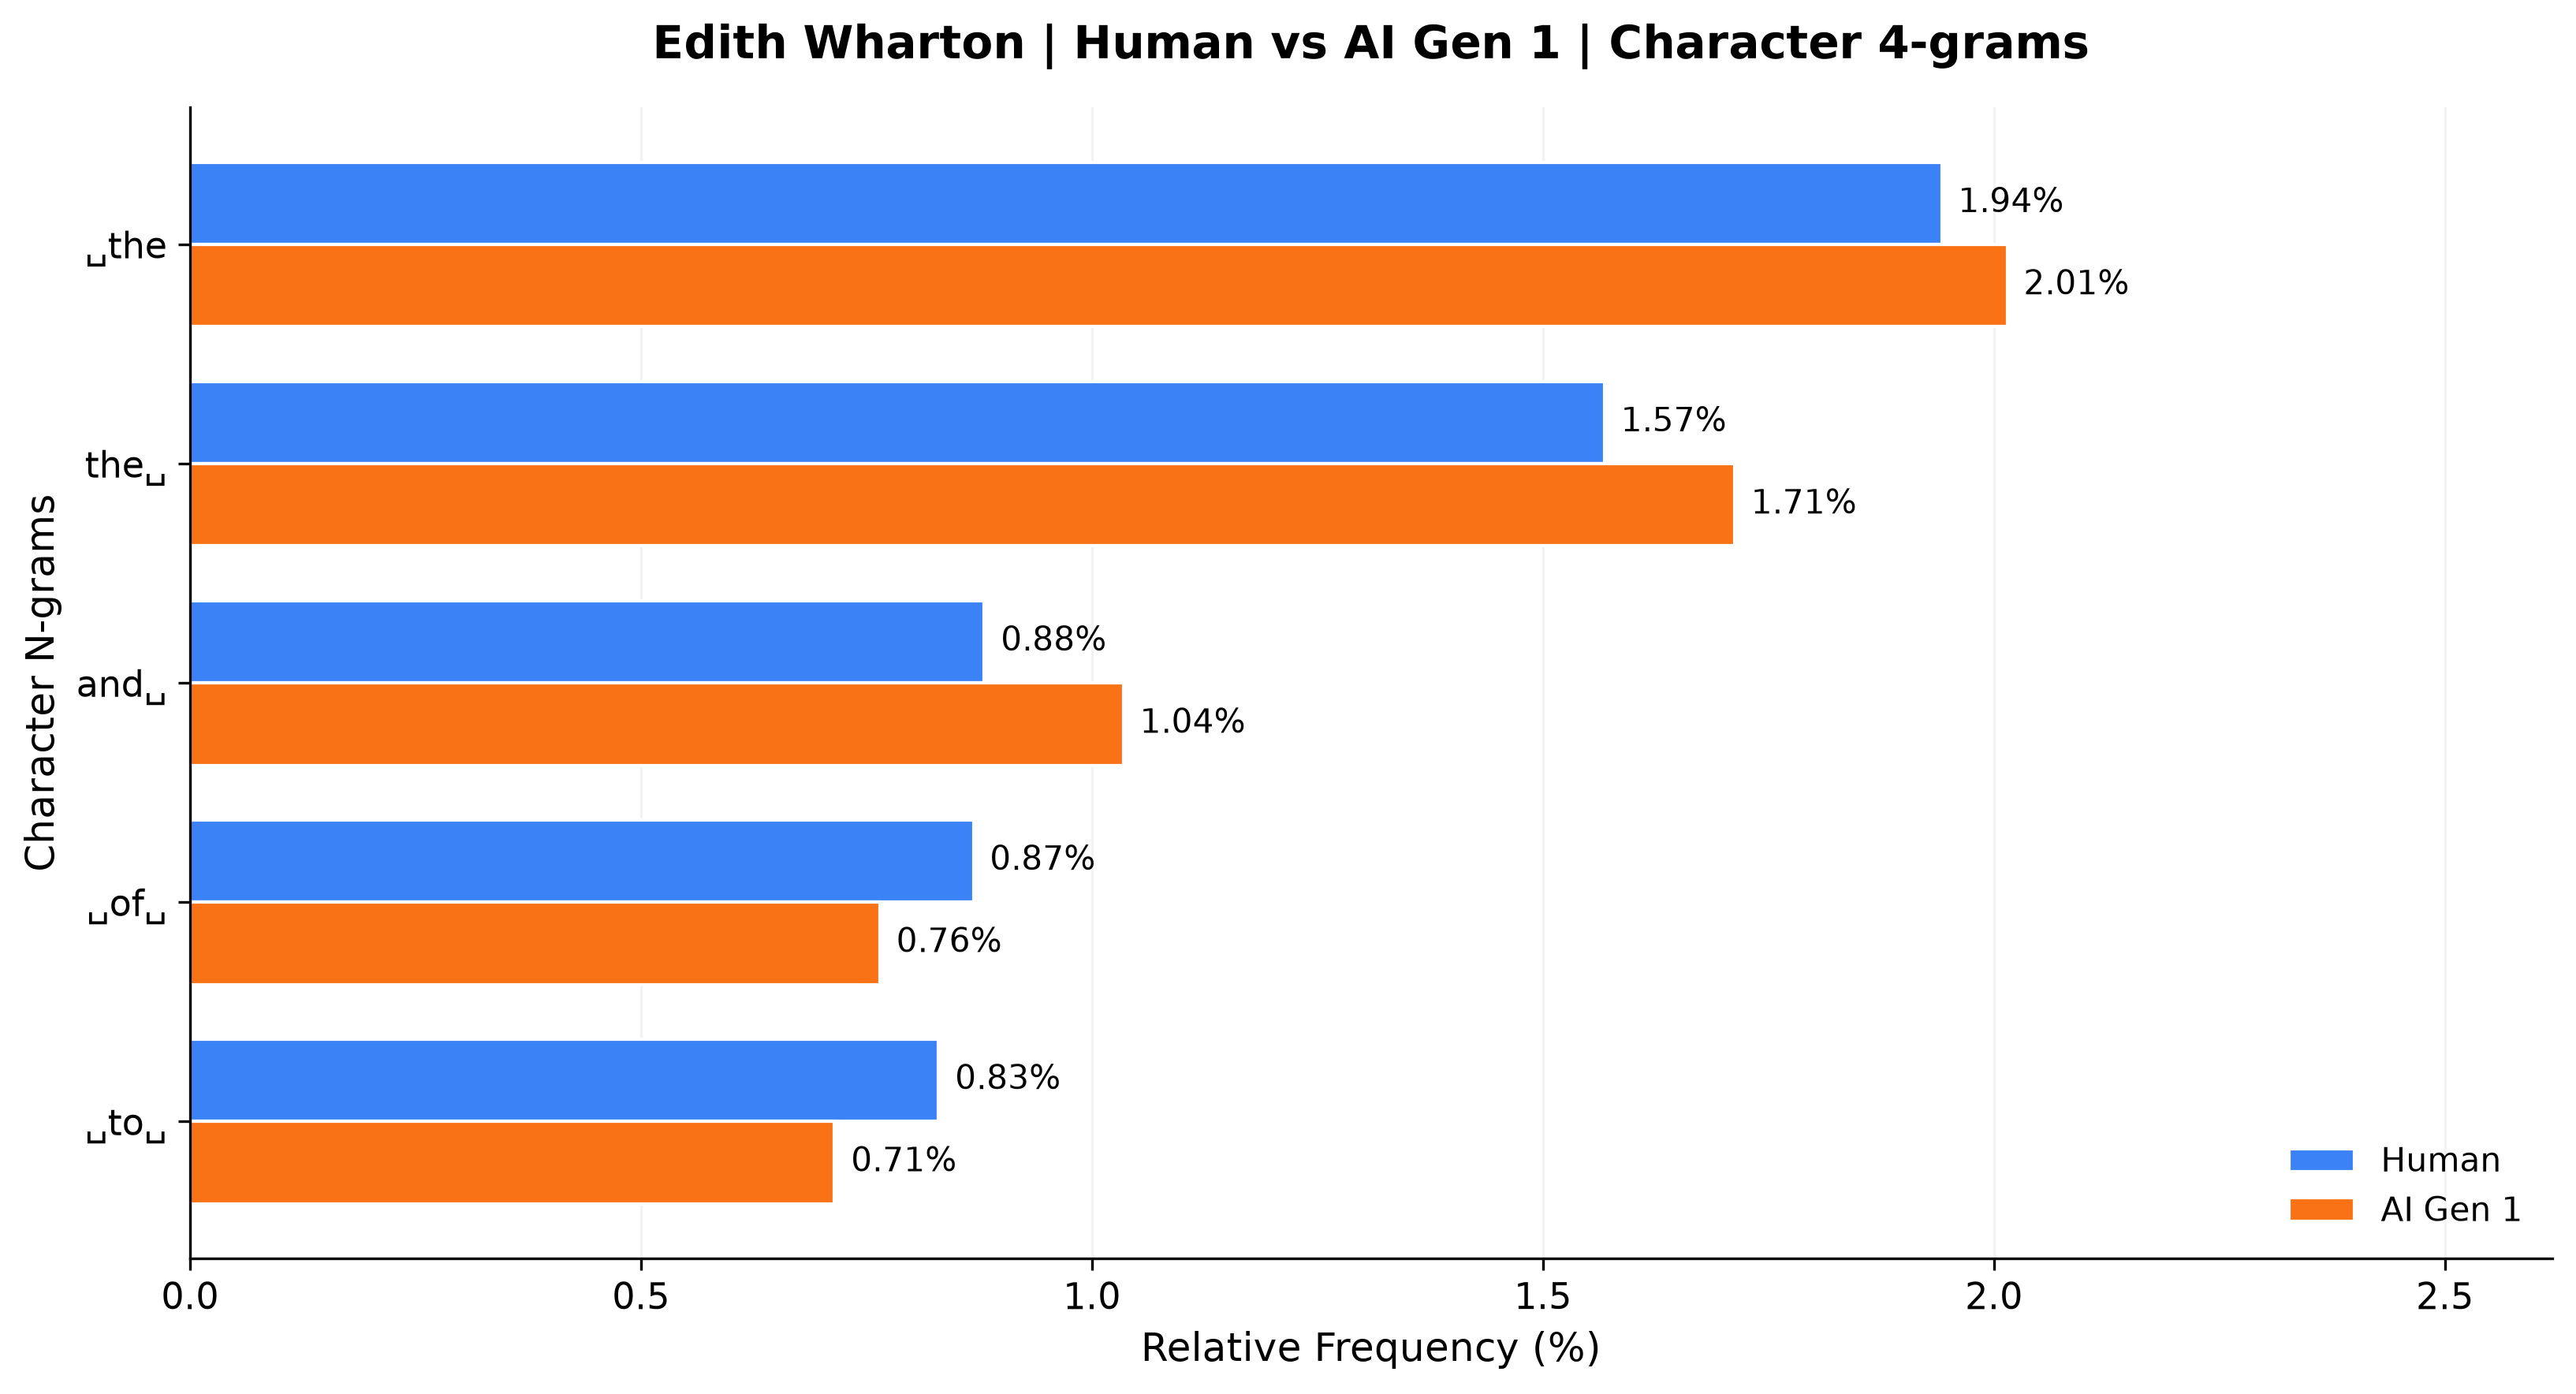 Edith Wharton | Human vs AI Gen 1 | Character 4-grams
Character N-grams
␣the
1.94%
2.01%
the␣
1.57%
1.71%
and␣
0.88%
1.04%
␣of␣
0.87%
0.76%
␣to␣
0.83%
0.71%
Human
AI Gen 1
0.0 0.5 1.0 1.5 2.0 2.5
Relative Frequency (%)